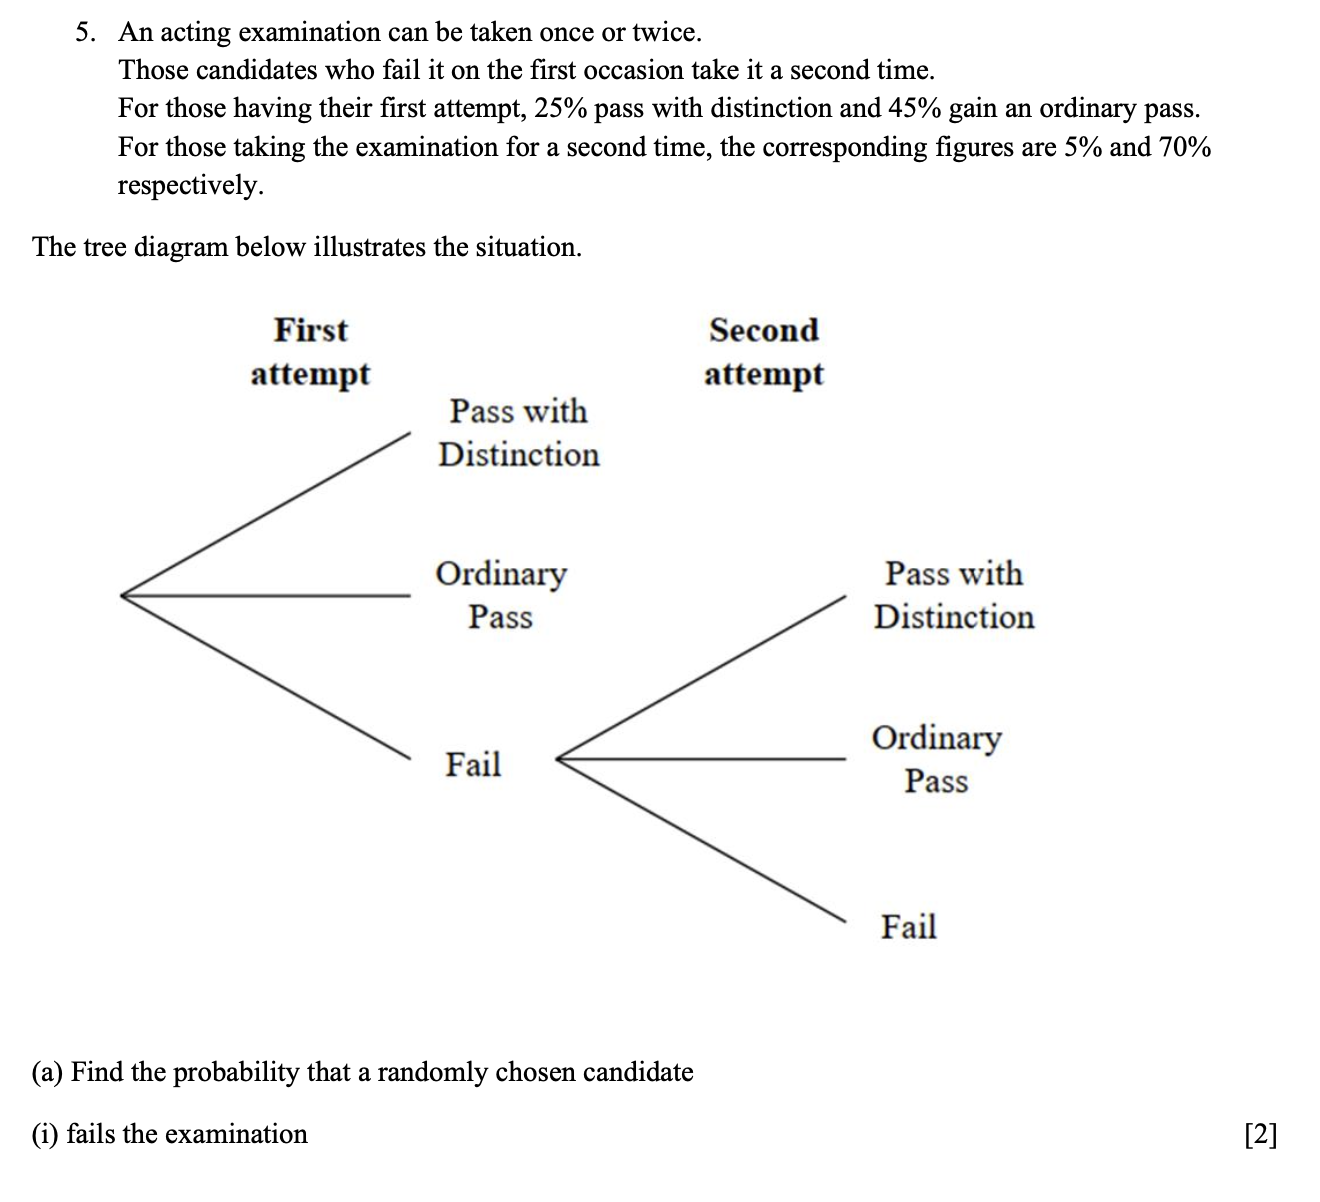 5. An acting examination can be taken once or twice.
Those candidates who fail it on the first occasion take it a second time.
For those having their first attempt, 25% pass with distinction and 45% gain an ordinary pass.
For those taking the examination for a second time, the corresponding figures are 5% and 70%
respectively.
The tree diagram below illustrates the situation.
First
attempt
Second
attempt
Pass with
Distinction
Ordinary
Pass
Pass with
Distinction
Fail
Ordinary
Pass
Fail
(a) Find the probability that a randomly chosen candidate
(i) fails the examination [2]